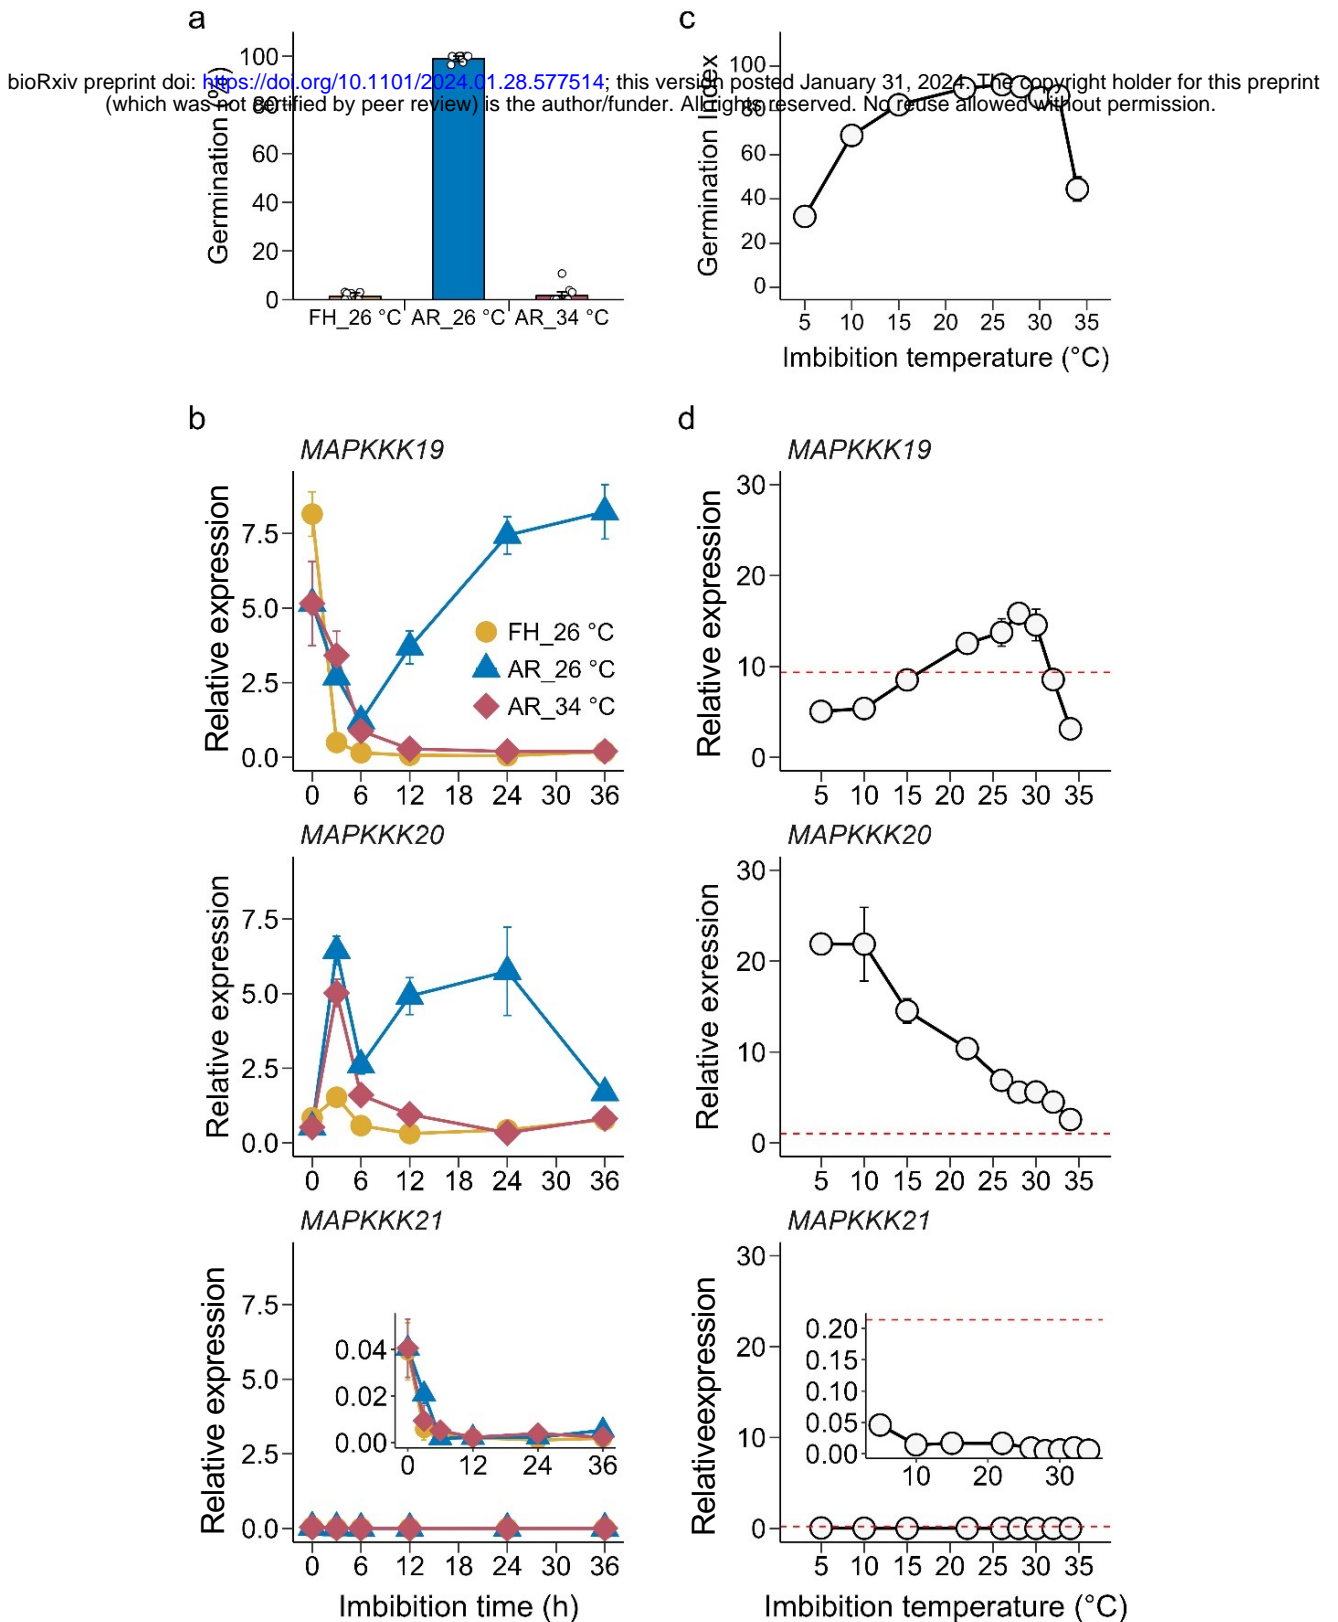 a
Germination (%)
100
80
60
40
20
0
FH_26 °C AR_26 °C AR_34 °C
c
Germination Index
100
80
60
40
20
0
5 10 15 20 25 30 35
Imbibition temperature (°C)
bioRxiv preprint doi: https://doi.org/10.1101/2024.01.28.577514; this version posted January 31, 2024. The copyright holder for this preprint
(which was not certified by peer review) is the author/funder. All rights reserved. No reuse allowed without permission.
b
MAPKKK19
Relative expression
7.5
5.0
2.5
0.0
FH_26 °C
AR_26 °C
AR_34 °C
0 6 12 18 24 30 36
MAPKKK20
Relative expression
7.5
5.0
2.5
0.0
0 6 12 18 24 30 36
MAPKKK21
Relative expression
7.5
5.0
2.5
0.0
0.04
0.02
0.00
0 12 24 36
0 6 12 18 24 30 36
Imbibition time (h)
d
MAPKKK19
Relative expression
30
20
10
0
5 10 15 20 25 30 35
MAPKKK20
Relative exression
30
20
10
0
5 10 15 20 25 30 35
MAPKKK21
Relativeexpression
30
20
10
0
0.20
0.15
0.10
0.05
0.00
10 20 30
5 10 15 20 25 30 35
Imbibition temperature (°C)